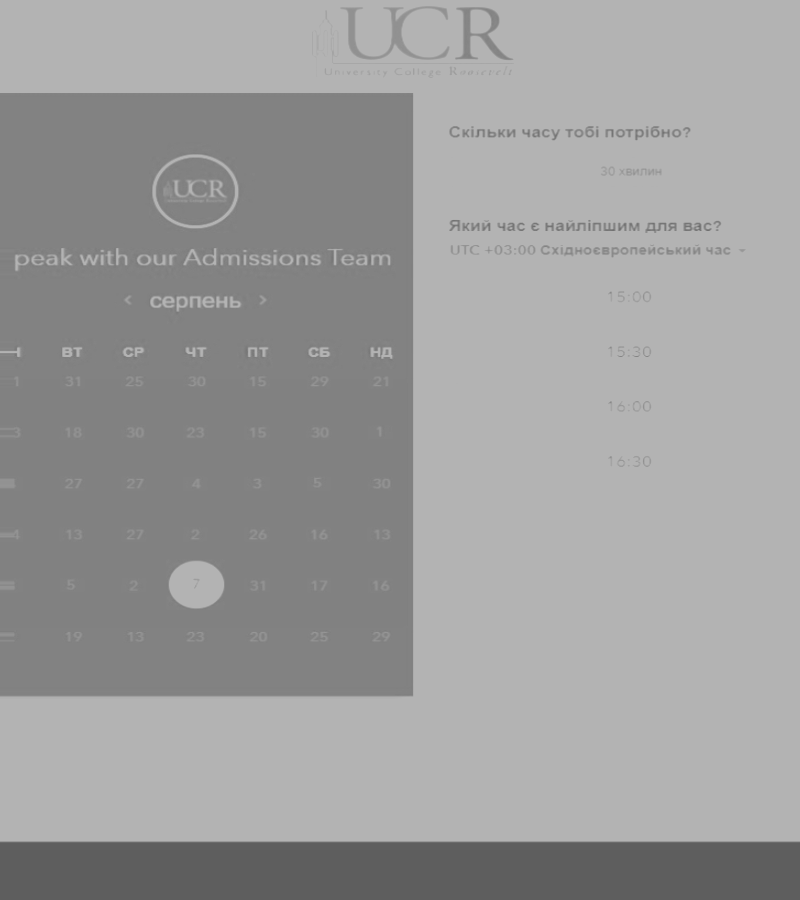 UCR
University College Roosevelt
UCR
peak with our Admissions Team
< серпень >
ВТ СР ЧТ ПТ СБ НД
1 31 25 30 15 29 21
3 18 30 23 15 30 1
27 27 4 3 5 30
4 13 27 2 26 16 13
5 2 7 31 17 16
19 13 23 20 25 29
Скільки часу тобі потрібно?
30 хвилин
Який час є найліпшим для вас?
UTC +03:00 Східноєвропейський час
15:00
15:30
16:00
16:30